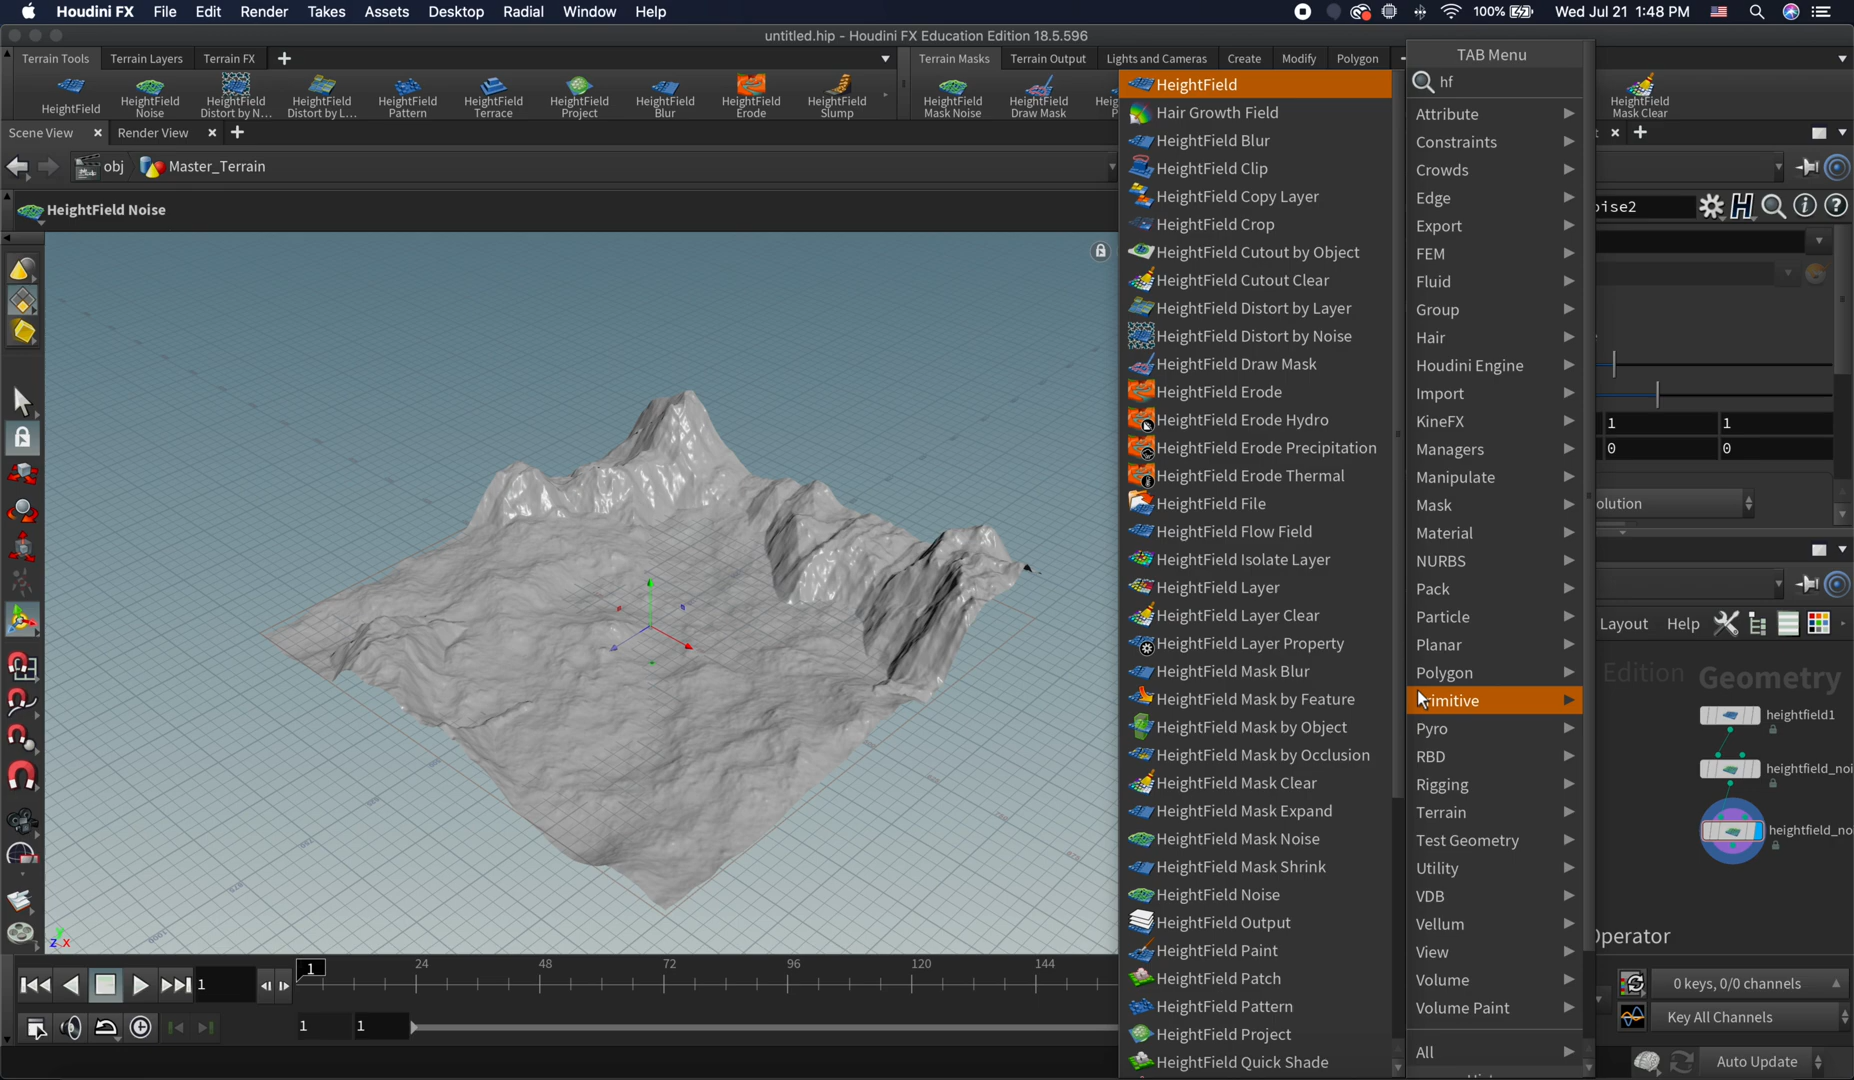 Houdini FX File Edit Render Takes Assets Desktop Radial Window Help 100% Wed Jul 21 1:48 PM
untitled.hip - Houdini FX Education Edition 18.5.596
Terrain Tools Terrain Layers Terrain FX
HeightField
HeightField Noise
HeightField Distort by N...
HeightField Distort by L...
HeightField Pattern
HeightField Terrace
HeightField Project
HeightField Blur
HeightField Erode
HeightField Slump
Terrain Masks Terrain Output Lights and Cameras Create Modify Polygon
HeightField Mask Noise
HeightField Draw Mask
HeightField Mask Clear
Scene View Render View
obj Master_Terrain
HeightField Noise
HeightField
Hair Growth Field
HeightField Blur
HeightField Clip
HeightField Copy Layer
HeightField Crop
HeightField Cutout by Object
HeightField Cutout Clear
HeightField Distort by Layer
HeightField Distort by Noise
HeightField Draw Mask
HeightField Erode
HeightField Erode Hydro
HeightField Erode Precipitation
HeightField Erode Thermal
HeightField File
HeightField Flow Field
HeightField Isolate Layer
HeightField Layer
HeightField Layer Clear
HeightField Layer Property
HeightField Mask Blur
HeightField Mask by Feature
HeightField Mask by Object
HeightField Mask by Occlusion
HeightField Mask Clear
HeightField Mask Expand
HeightField Mask Noise
HeightField Mask Shrink
HeightField Noise
HeightField Output
HeightField Paint
HeightField Patch
HeightField Pattern
HeightField Project
HeightField Quick Shade
TAB Menu
hf
Attribute
Constraints
Crowds
Edge
Export
FEM
Fluid
Group
Hair
Houdini Engine
Import
KineFX
Managers
Manipulate
Mask
Material
NURBS
Pack
Particle
Planar
Polygon
rimitive
Pyro
RBD
Rigging
Terrain
Test Geometry
Utility
VDB
Vellum
View
Volume
Volume Paint
All
oise2
1 1
0 0
olution
Layout Help
Edition Geometry
heightfield1
heightfield_noi
heightfield_no
perator
z y x
1 1 24 48 72 96 120 144
1 1
0 keys, 0/0 channels
Key All Channels
Auto Update